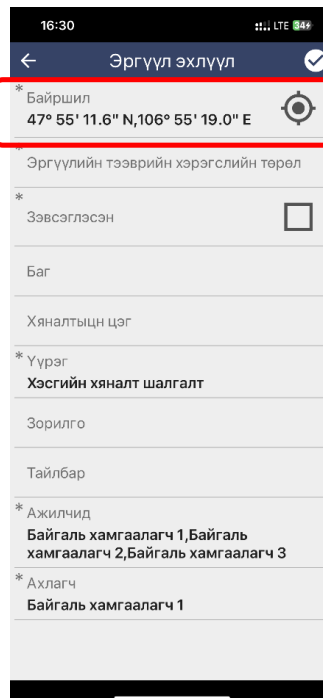 16:30
LTE 34
Эргүүл эхлүүл
* Байршил
47° 55' 11.6" N,106° 55' 19.0" E
* Эргүүлийн тээврийн хэрэгслийн төрөл
* Зэвсэглэсэн
Баг
Хяналтыцн цэг
* Үүрэг
Хэсгийн хяналт шалгалт
Зорилго
Тайлбар
* Ажилчид
Байгаль хамгаалагч 1,Байгаль
хамгаалагч 2,Байгаль хамгаалагч 3
* Ахлагч
Байгаль хамгаалагч 1